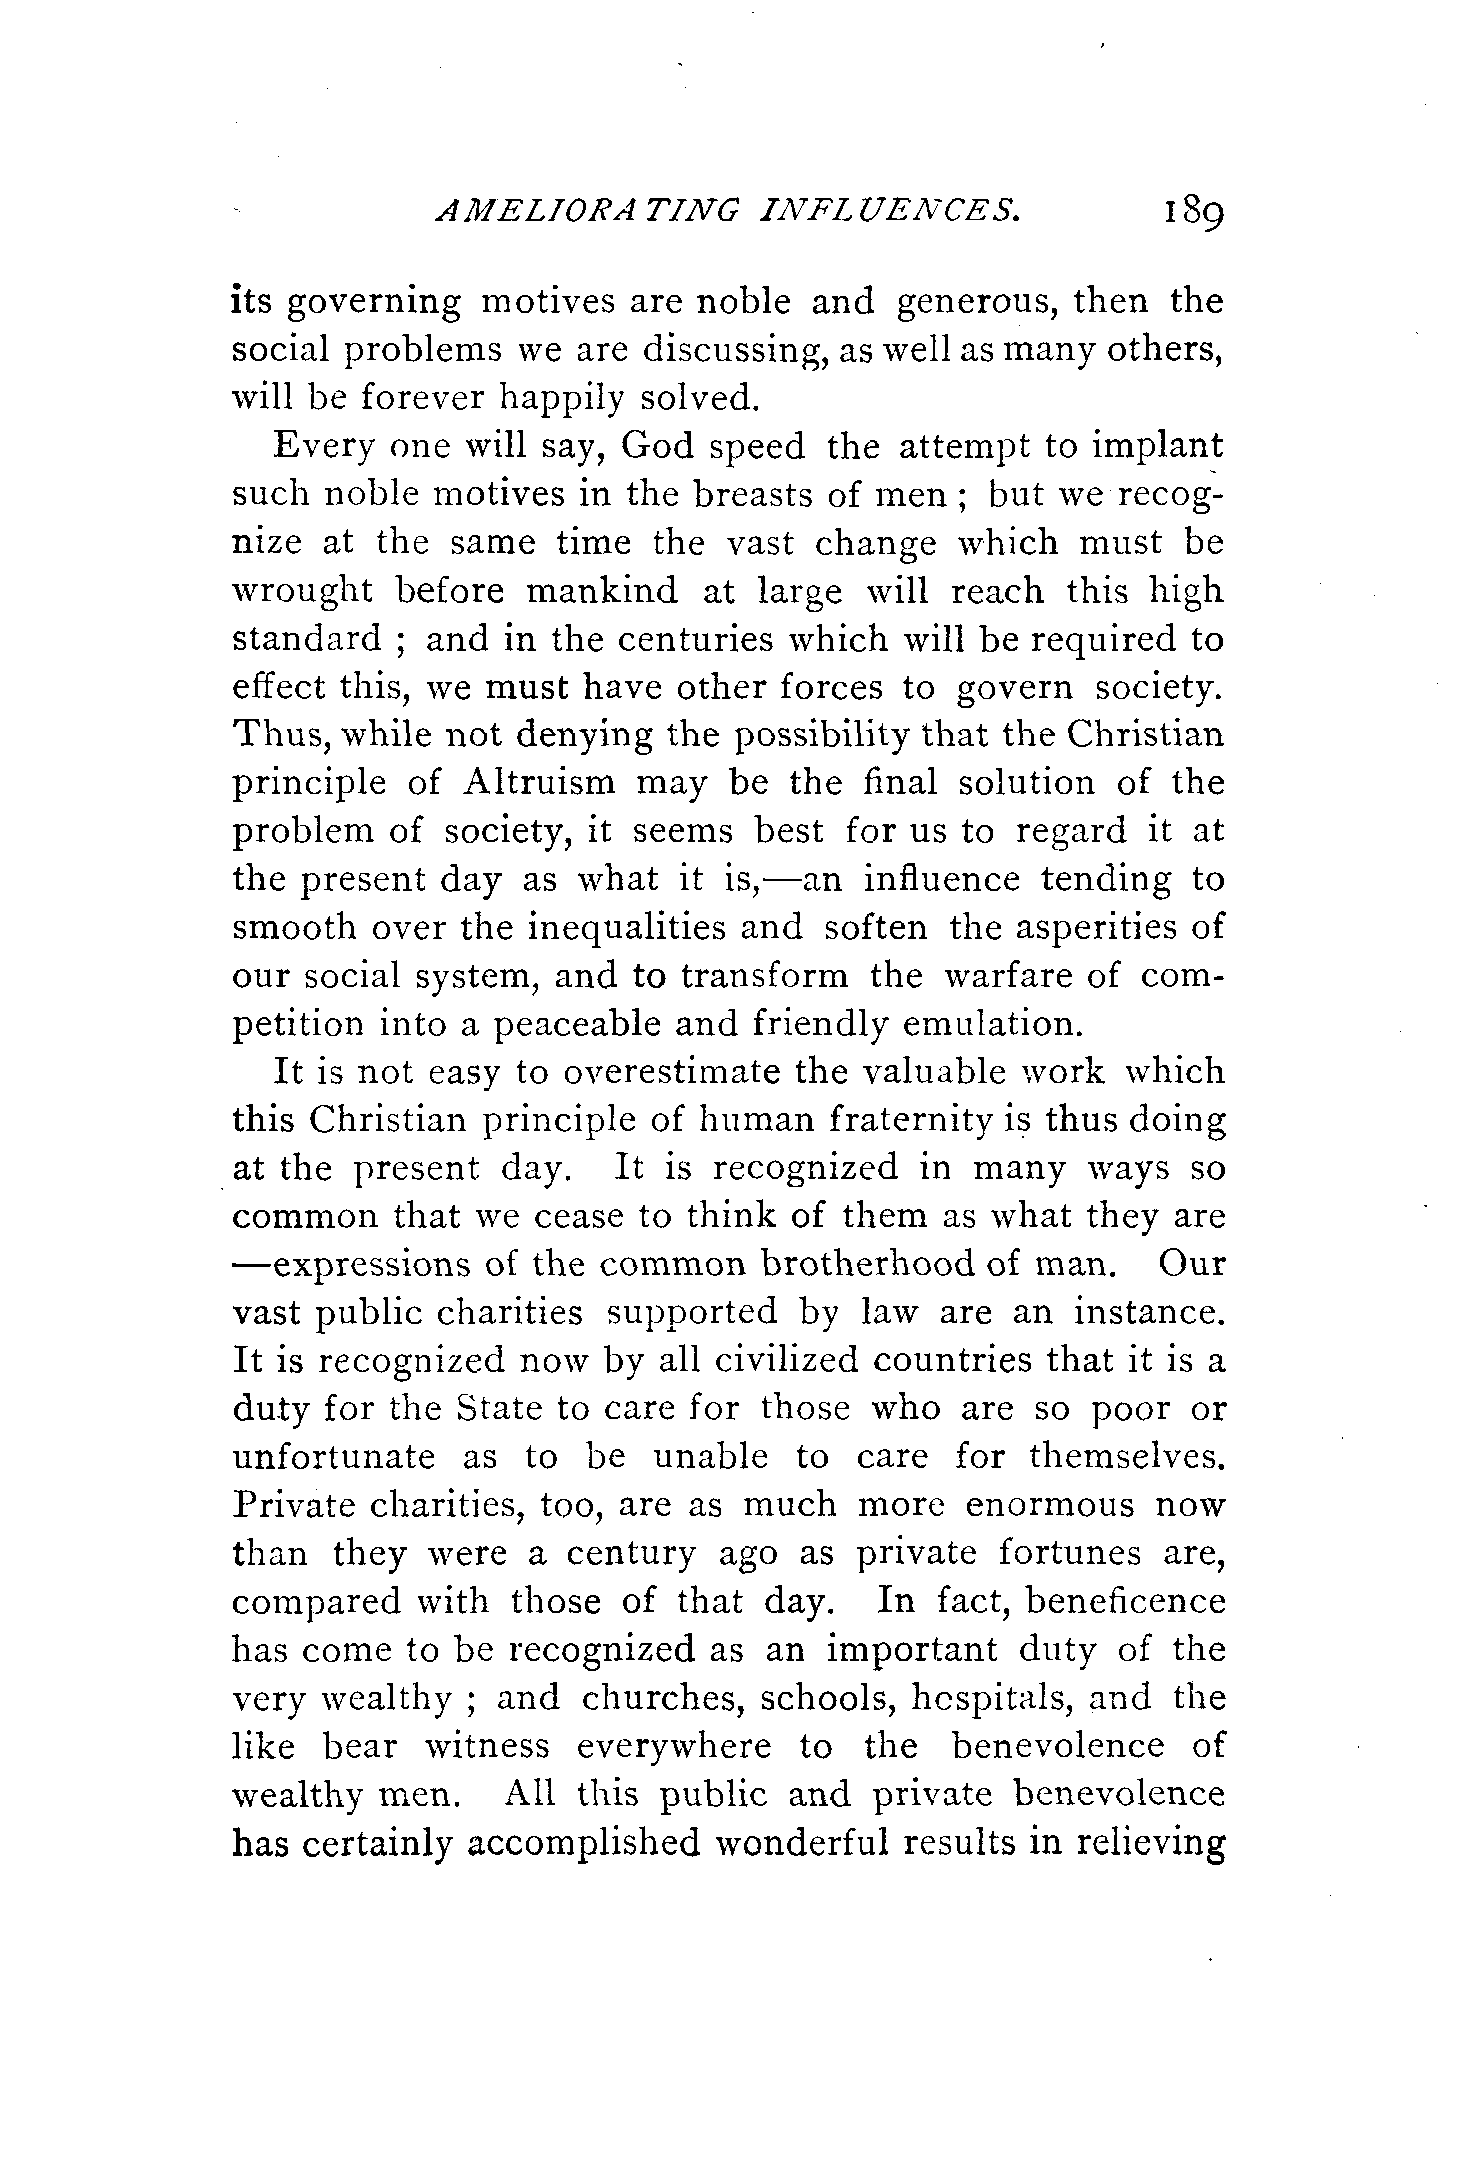 AMELIORATING INFLUENCES. 189
its governing motives are noble and generous, then the
social problems we are discussing, as well as many others,
will be forever happily solved.
Every one will say, God speed the attempt to implant
such noble motives in the breasts of men ; but we recog-
nize at the same time the vast change which must be
wrought before mankind at large will reach this high
standard ; and in the centuries which will be required to
effect this, we must have other forces to govern society.
Thus, while not denying the possibility that the Christian
principle of Altruism may be the final solution of the
problem of society, it seems best for us to regard it at
the present day as what it is,—an influence tending to
smooth over the inequalities and soften the asperities of
our social system, and to transform the warfare of com-
petition into a peaceable and friendly emulation.
It is not easy to overestimate the valuable work which
this Christian principle of human fraternity is thus doing
at the present day. It is recognized in many ways so
common that we cease to think of them as what they are
—expressions of the common brotherhood of man. Our
vast public charities supported by law are an instance.
It is recognized now by all civilized countries that it is a
duty for the State to care for those who are so poor or
unfortunate as to be unable to care for themselves.
Private charities, too, are as much more enormous now
than they were a century ago as private fortunes are,
compared with those of that day. In fact, beneficence
has come to be recognized as an important duty of the
very wealthy ; and churches, schools, hospitals, and the
like bear witness everywhere to the benevolence of
wealthy men. All this public and private benevolence
has certainly accomplished wonderful results in relieving